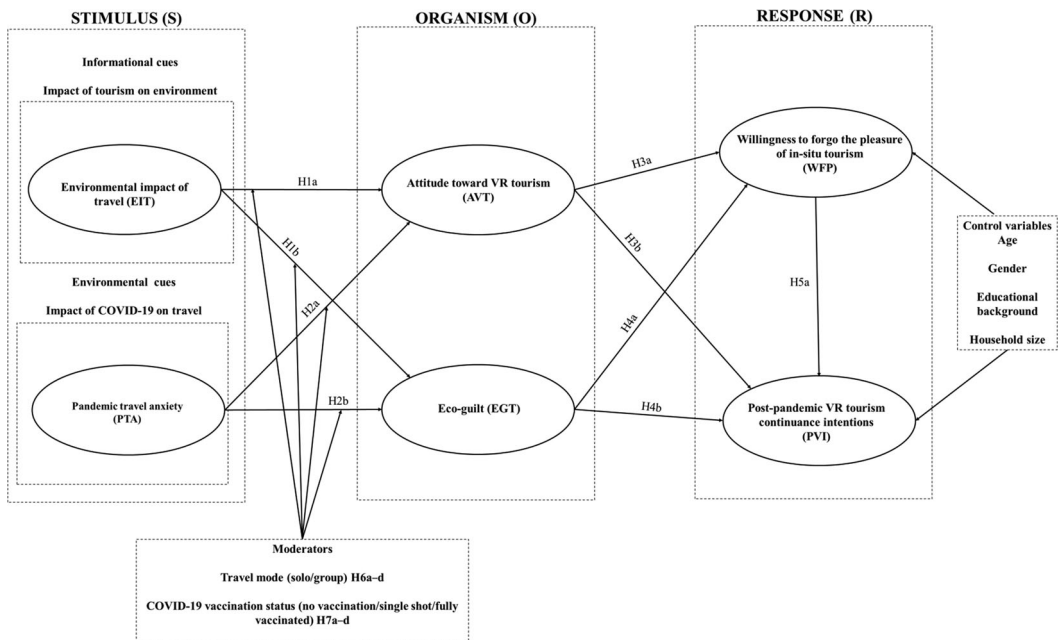 STIMULUS (S)
Informational cues
Impact of tourism on environment
Environmental impact of
travel (EIT)
Environmental cues
Impact of COVID-19 on travel
Pandemic travel anxiety
(PTA)
H1a
H1b
H2a
H2b
ORGANISM (O)
Attitude toward VR tourism
(AVT)
Eco-guilt (EGT)
H3a
H3b
H4a
H4b
RESPONSE (R)
Willingness to forgo the pleasure
of in-situ tourism
(WFP)
H5a
Post-pandemic VR tourism
continuance intentions
(PVI)
Control variables
Age
Gender
Educational
background
Household size
Moderators
Travel mode (solo/group) H6a–d
COVID-19 vaccination status (no vaccination/single shot/fully
vaccinated) H7a–d